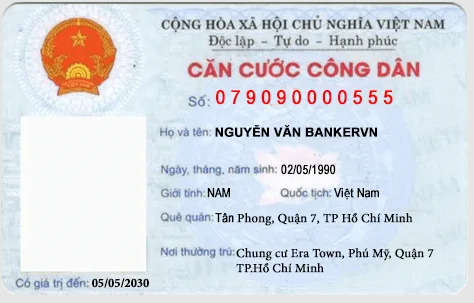 CỘNG HÒA XÃ HỘI CHỦ NGHĨA VIỆT NAM
Độc lập - Tự do - Hạnh phúc
CĂN CƯỚC CÔNG DÂN
Số: 079090000555
Họ và tên: NGUYỄN VĂN BANKERVN
Ngày, tháng, năm sinh: 02/05/1990
Giới tính: NAM Quốc tịch: Việt Nam
Quê quán: Tân Phong, Quận 7, TP Hồ Chí Minh
Nơi thường trú: Chung cư Era Town, Phú Mỹ, Quận 7
TP.Hồ Chí Minh
Có giá trị đến: 05/05/2030